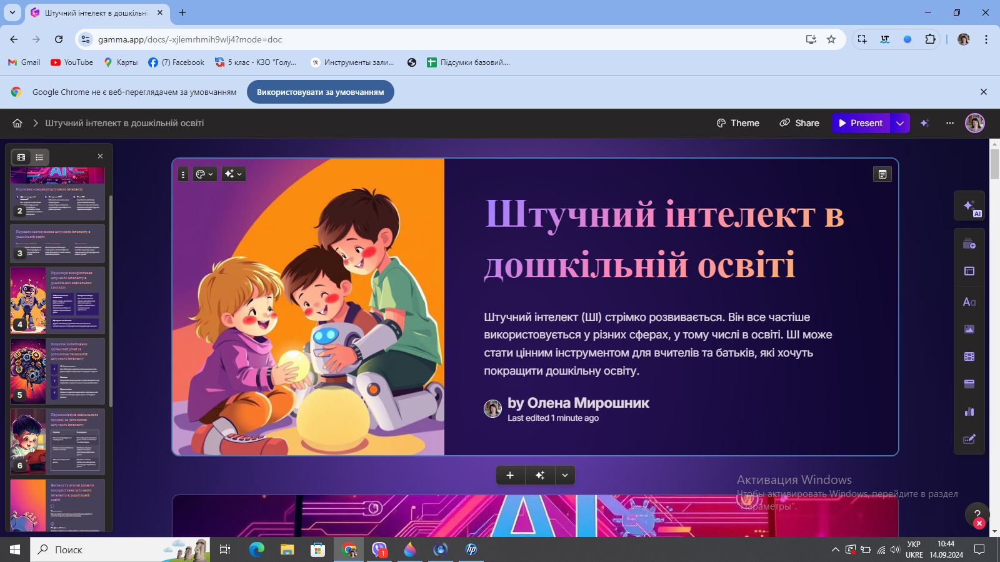 Штучний інтелект в дошкільні
gamma.app/docs/-xjlemrhmih9wlj4?mode=doc
Gmail
YouTube
Карты
(7) Facebook
5 клас - КЗО "Голу...
Инструменты зали...
Підсумки базовий....
Google Chrome не є веб-переглядачем за умовчанням
Використовувати за умовчанням
Штучний інтелект в дошкільній освіті
Theme
Share
Present
AI
Розуміння концепції штучного інтелекту
2
Переваги застосування штучного інтелекту в
дошкільній освіті
3
Приклади використання
штучного інтелекту в
дошкільних навчальних
закладах
4
Розвиток когнітивних
здібностей дітей за
допомогою технологій
штучного інтелекту
5
Персоналізація навчального
процесу за допомогою
штучного інтелекту
6
Безпека та етичні аспекти
використання штучного
інтелекту в дошкільній
освіті
Штучний інтелект в
дошкільній освіті
Штучний інтелект (ШІ) стрімко розвивається. Він все частіше
використовується у різних сферах, у тому числі в освіті. ШІ може
стати цінним інструментом для вчителів та батьків, які хочуть
покращити дошкільну освіту.
by Олена Мирошник
Last edited 1 minute ago
AI
Aa
AI
Активация Windows
Чтобы активировать Windows, перейдите в раздел
"Параметры".
?
Поиск
1
УКР
UKRE
10:44
14.09.2024